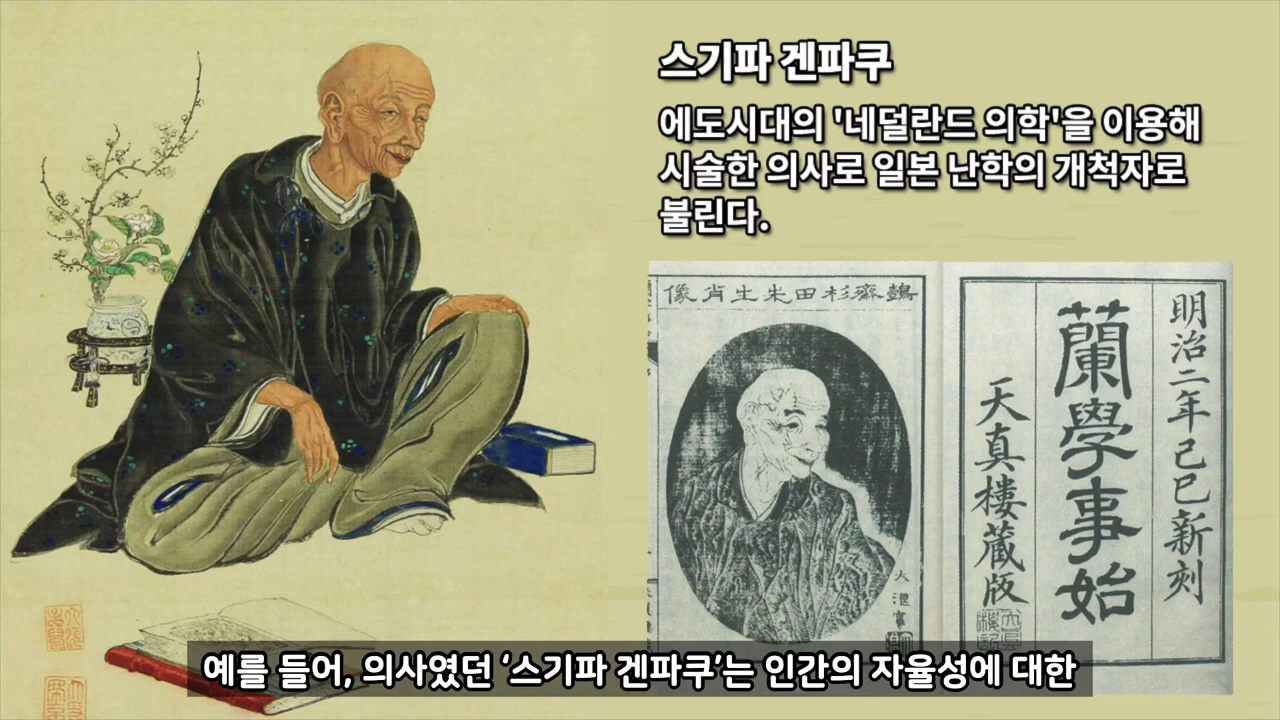 스기파 겐파쿠
에도시대의 '네덜란드 의학'을 이용해
시술한 의사로 일본 난학의 개척자로
불린다.
像肖生先田杉齋鷧
明治二年己巳新刻
蘭學事始
天真樓蔵版
예를 들어, 의사였던 ‘스기파 겐파쿠’는 인간의 자율성에 대한